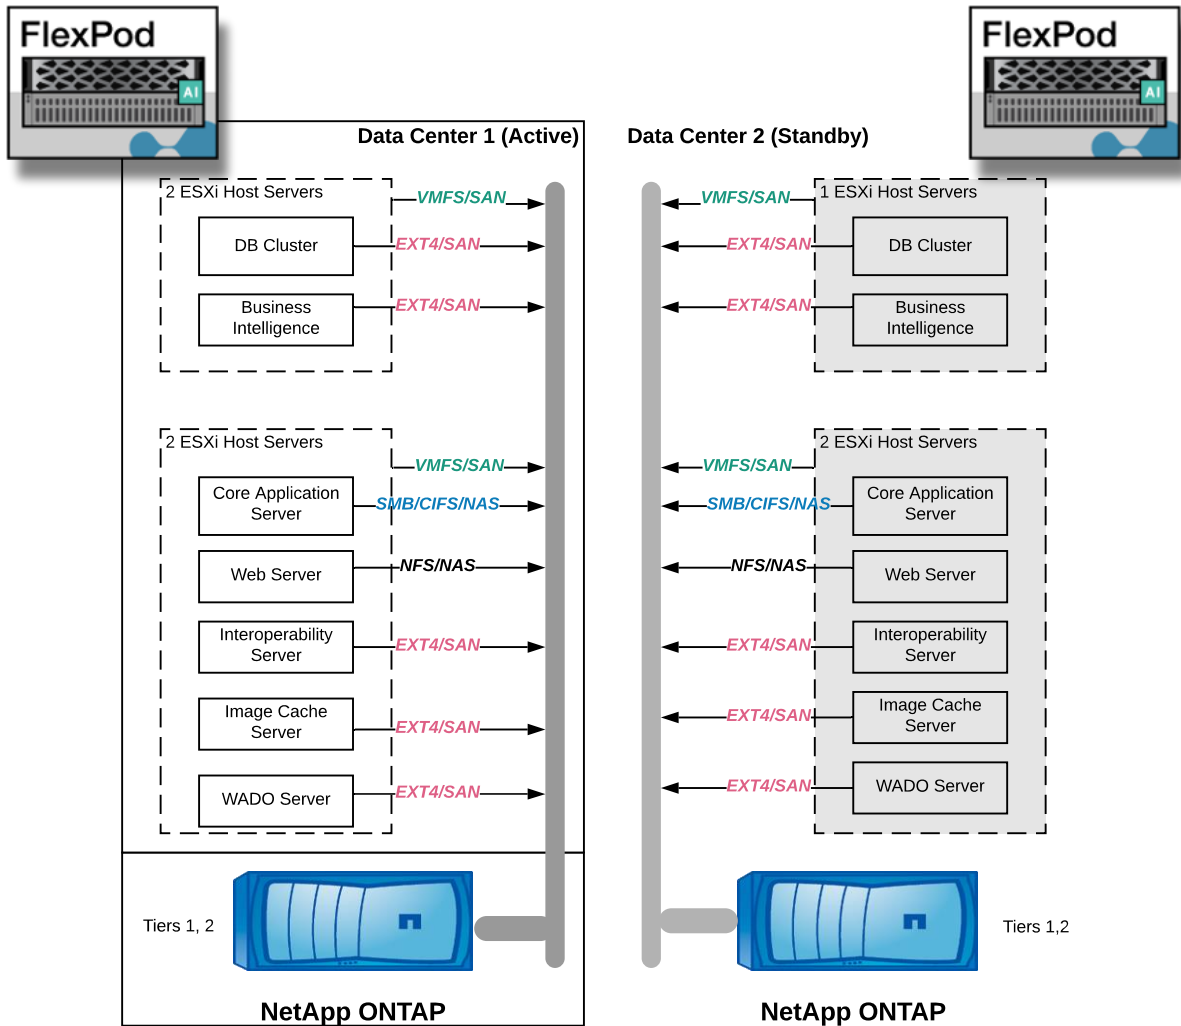 FlexPod
AI
FlexPod
AI
Data Center 1 (Active)
Data Center 2 (Standby)
2 ESXi Host Servers
VMFS/SAN
DB Cluster
EXT4/SAN
Business
Intelligence
EXT4/SAN
2 ESXi Host Servers
VMFS/SAN
Core Application
Server
SMB/CIFS/NAS
Web Server
NFS/NAS
Interoperability
Server
EXT4/SAN
Image Cache
Server
EXT4/SAN
WADO Server
EXT4/SAN
Tiers 1, 2
NetApp ONTAP
VMFS/SAN
1 ESXi Host Servers
EXT4/SAN
DB Cluster
EXT4/SAN
Business
Intelligence
VMFS/SAN
2 ESXi Host Servers
SMB/CIFS/NAS
Core Application
Server
NFS/NAS
Web Server
EXT4/SAN
Interoperability
Server
EXT4/SAN
Image Cache
Server
EXT4/SAN
WADO Server
Tiers 1,2
NetApp ONTAP